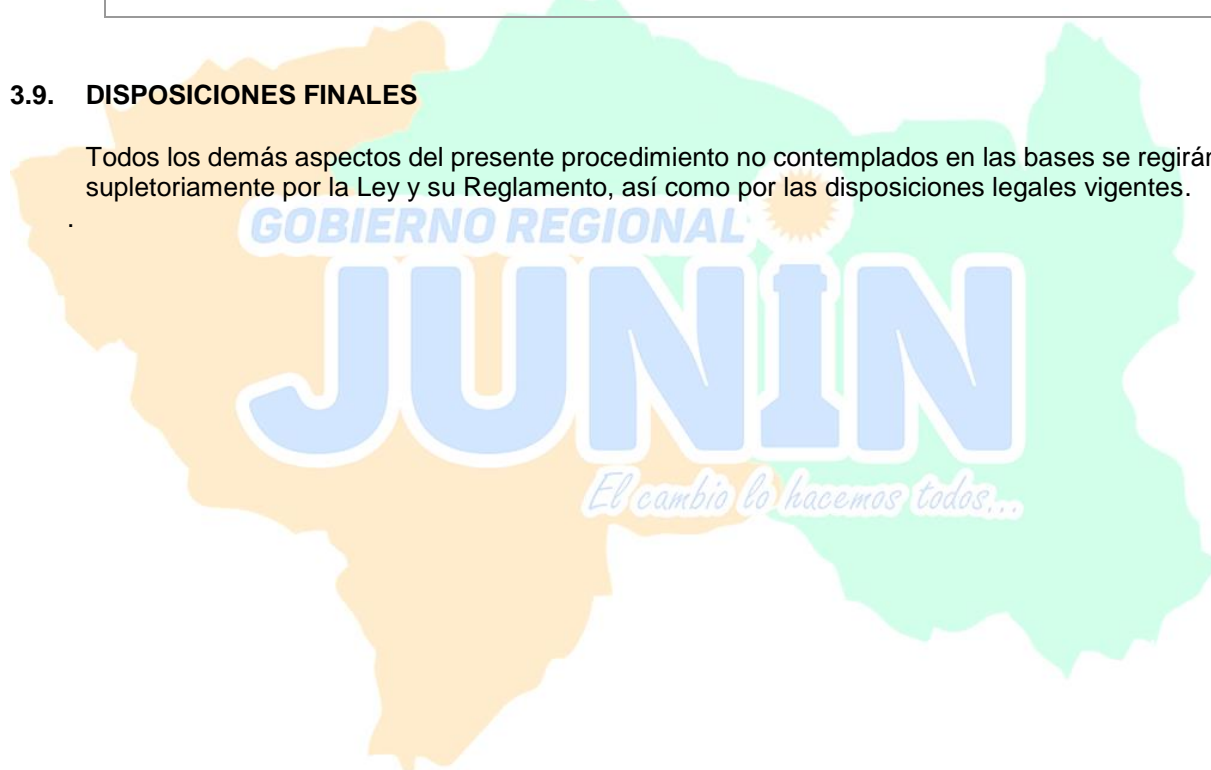 3.9. DISPOSICIONES FINALES
Todos los demás aspectos del presente procedimiento no contemplados en las bases se regirán
supletoriamente por la Ley y su Reglamento, así como por las disposiciones legales vigentes.
.
GOBIERNO REGIONAL
JUNIN
El cambio lo hacemos todos...